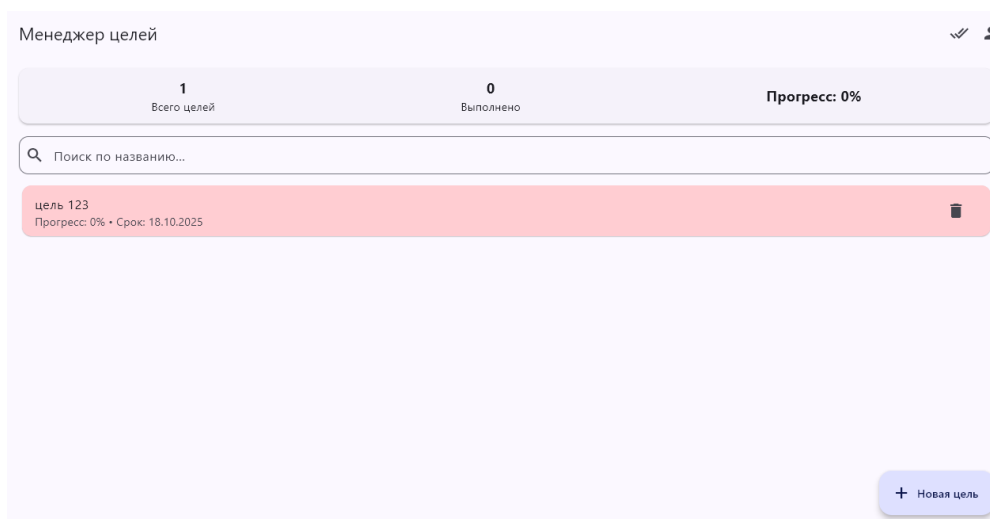 Менеджер целей
1
Всего целей
0
Выполнено
Прогресс: 0%
Поиск по названию...
цель 123
Прогресс: 0% • Срок: 18.10.2025
+ Новая цель